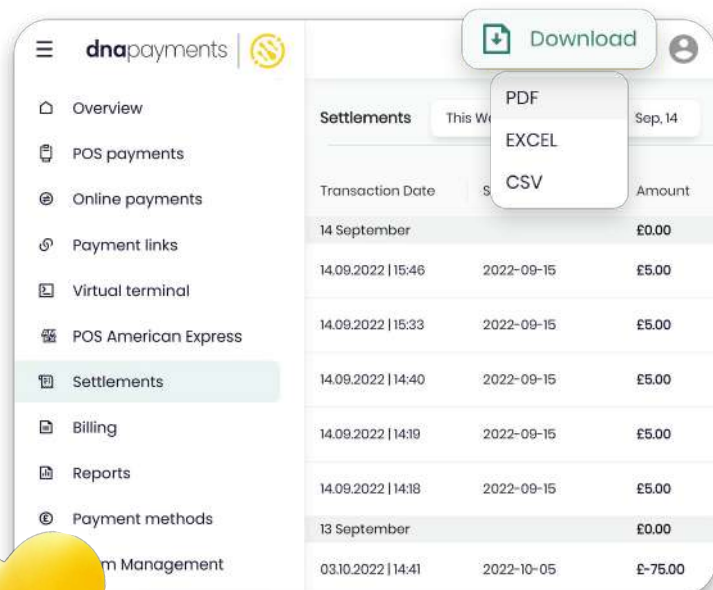 dnapayments
Download
PDF
EXCEL
CSV
Overview
POS payments
Online payments
Payment links
Virtual terminal
POS American Express
Settlements
Billing
Reports
Payment methods
Management
Settlements This Sep, 14
Transaction Date Amount
14 September £0.00
14.09.2022 | 15:46 2022-09-15 £5.00
14.09.2022 | 15:33 2022-09-15 £5.00
14.09.2022 | 14:40 2022-09-15 £5.00
14.09.2022 | 14:19 2022-09-15 £5.00
14.09.2022 | 14:18 2022-09-15 £5.00
13 September £0.00
03.10.2022 | 14:41 2022-10-05 £-75.00